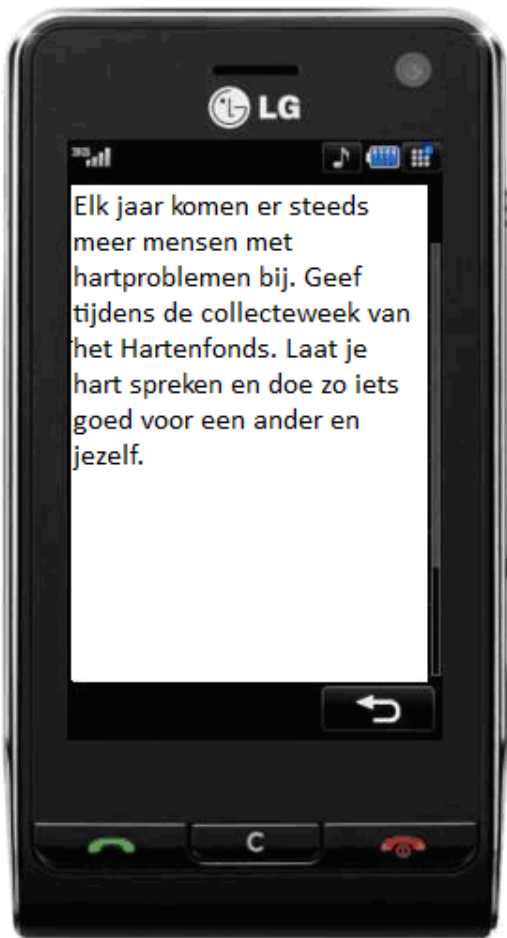 LG
3G
Elk jaar komen er steeds
meer mensen met
hartproblemen bij. Geef
tijdens de collecteweek van
het Hartenfonds. Laat je
hart spreken en doe zo iets
goed voor een ander en
jezelf.
C